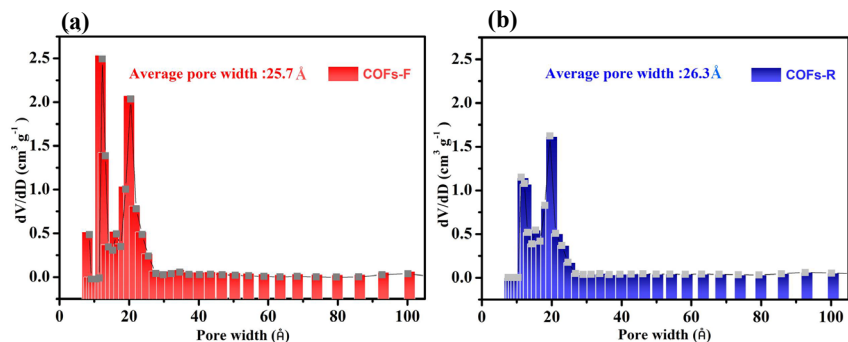 (a)
Average pore width :25.7 Å
COFs-F
dV/dD (cm³ g⁻¹)
2.5
2.0
1.5
1.0
0.5
0.0
0 20 40 60 80 100
Pore width (Å)
(b)
Average pore width :26.3Å
COFs-R
dV/dD (cm³ g⁻¹)
2.5
2.0
1.5
1.0
0.5
0.0
0 20 40 60 80 100
Pore width (Å)